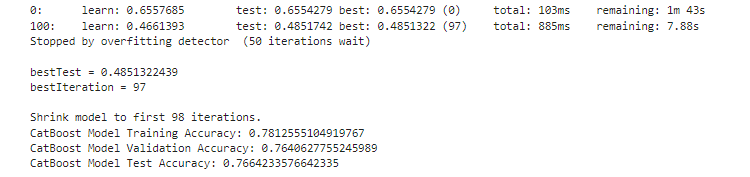 0: learn: 0.6557685 test: 0.6554279 best: 0.6554279 (0) total: 103ms remaining: 1m 43s
100: learn: 0.4661393 test: 0.4851742 best: 0.4851322 (97) total: 885ms remaining: 7.88s
Stopped by overfitting detector (50 iterations wait)
bestTest = 0.4851322439
bestIteration = 97
Shrink model to first 98 iterations.
CatBoost Model Training Accuracy: 0.7812555104919767
CatBoost Model Validation Accuracy: 0.7640627755245989
CatBoost Model Test Accuracy: 0.7664233576642335